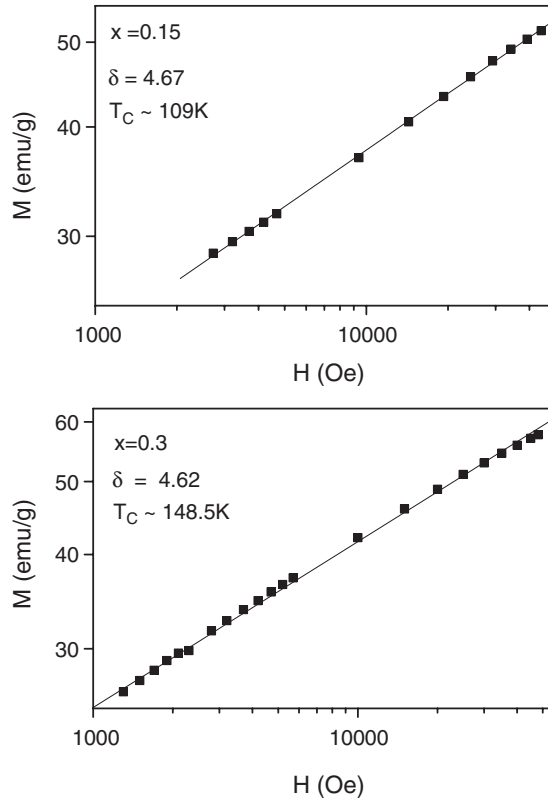 x =0.15
δ = 4.67
T_C ~ 109K
M (emu/g)
50
40
30
1000
10000
H (Oe)
x=0.3
δ = 4.62
T_C ~ 148.5K
M (emu/g)
60
50
40
30
1000
10000
H (Oe)